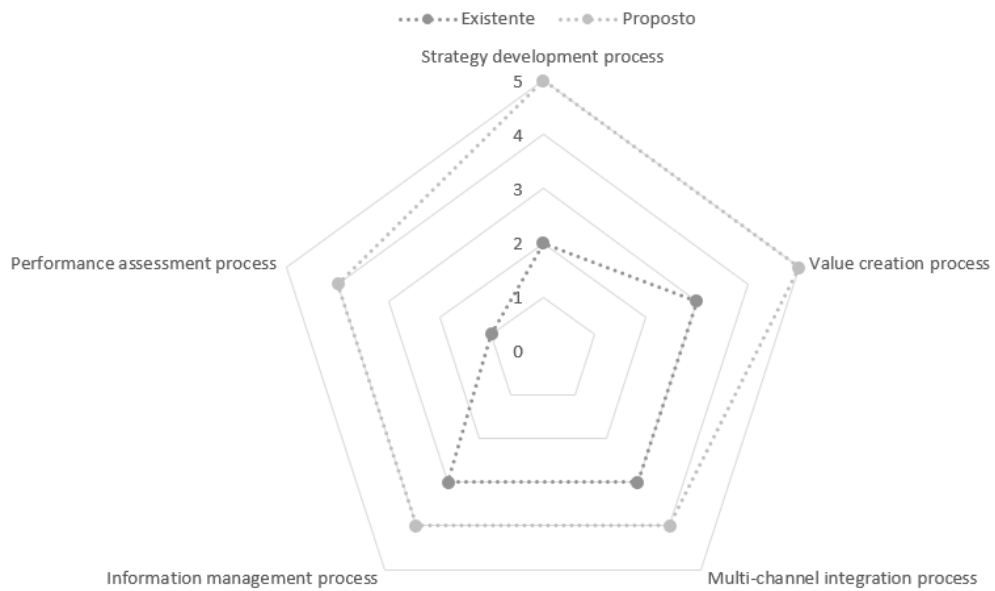 Existente Proposto
Strategy development process
5
4
3
2
1
0
Performance assessment process
Value creation process
Information management process
Multi-channel integration process